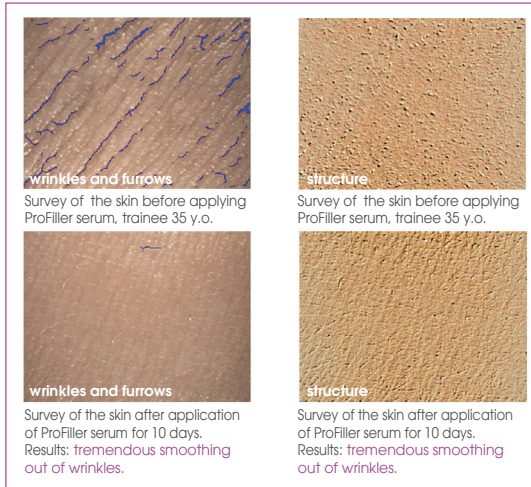 wrinkles and furrows
Survey of the skin before applying
ProFiller serum, trainee 35 y.o.
structure
Survey of the skin before applying
ProFiller serum, trainee 35 y.o.
wrinkles and furrows
Survey of the skin after application
of ProFiller serum for 10 days.
Results: tremendous smoothing
out of wrinkles.
structure
Survey of the skin after application
of ProFiller serum for 10 days.
Results: tremendous smoothing
out of wrinkles.